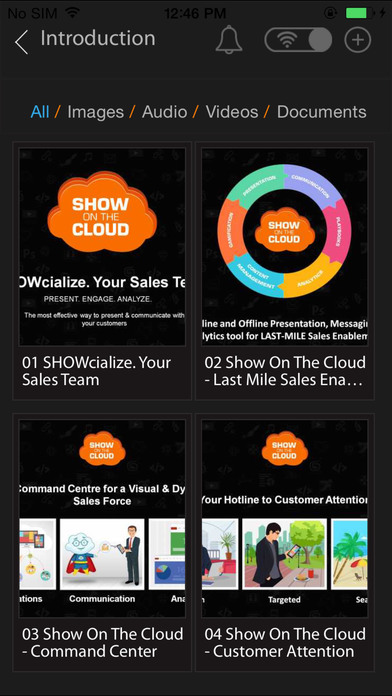 No SIM 12:46 PM
Introduction
All / Images / Audio / Videos / Documents
SHOW
ON THE
CLOUD
OWcialize. Your Sales Te
PRESENT. ENGAGE. ANALYZE.
The most effective way to present & communicate with
your customers
01 SHOWcialize. Your
Sales Team
PRESENTATION
COMMUNICATION
PLAYBOOKS
ANALYTICS
CONTENT
MANAGEMENT
GAMIFICATION
SHOW
ON THE
CLOUD
line and Offline Presentation, Messagin
lytics tool for LAST-MILE Sales Enablem
02 Show On The Cloud
- Last Mile Sales Ena...
SHOW
ON THE
CLOUD
Command Centre for a Visual & Dy
Sales Force
ations Communication Ana
03 Show On The Cloud
- Command Center
SHOW
ON THE
CLOUD
Your Hotline to Customer Attention
n Targeted Sea
04 Show On The Cloud
- Customer Attention